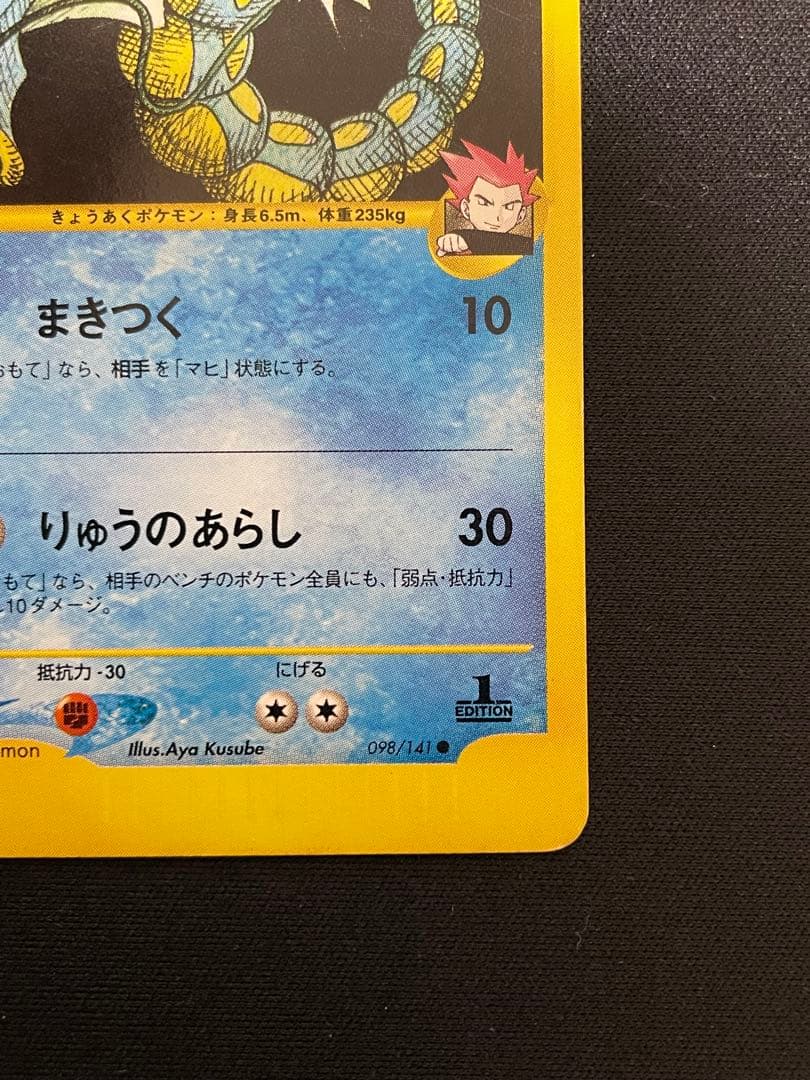 きょうあくポケモン：身長6.5m、体重235kg
まきつく 10
おもて」なら、相手を「マヒ」状態にする。
りゅうのあらし 30
もて」なら、相手のベンチのポケモン全員にも、「弱点・抵抗力」
10ダメージ。
抵抗力 -30 にげる
1
EDITION
mon Illus.Aya Kusube 098/141 ●